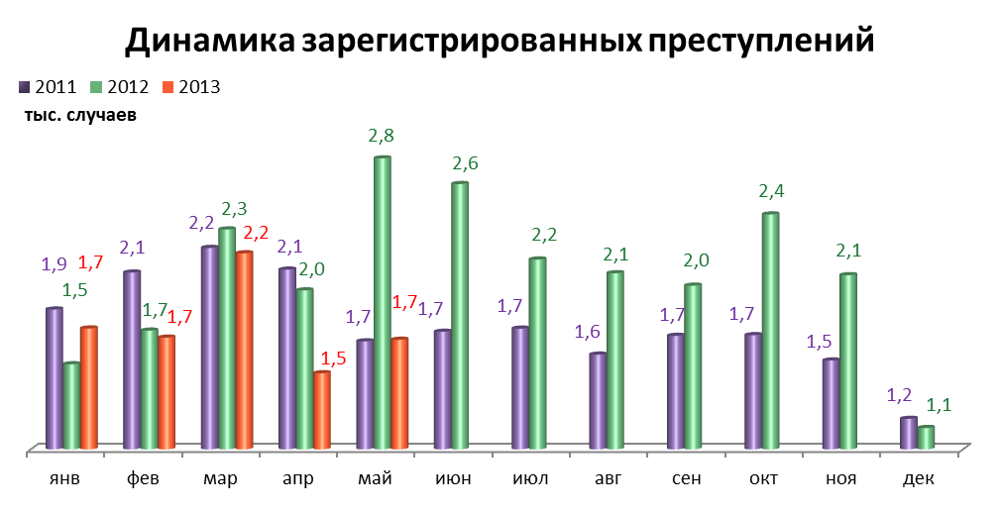 Динамика зарегистрированных преступлений
2011 2012 2013
тыс. случаев
1,9 1,5 1,7
2,1 1,7 1,7
2,2 2,3 2,2
2,1 2,0 1,5
1,7 2,8 1,7
1,7 2,6
1,7 2,2
1,6 2,1
1,7 2,0
1,7 2,4
1,5 2,1
1,2 1,1
янв фев мар апр май июн июл авг сен окт ноя дек